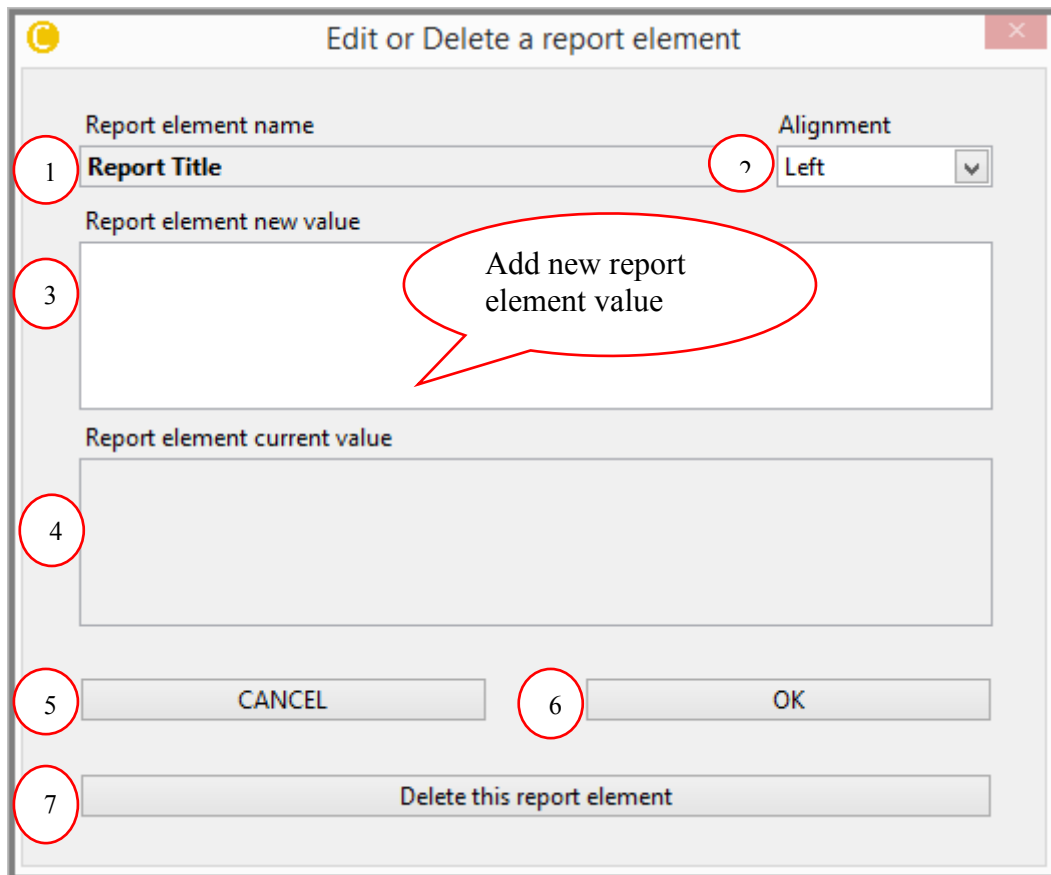 Edit or Delete a report element
Report element name
Alignment
1
Report Title
2
Left
Report element new value
3
Add new report
element value
Report element current value
4
5
CANCEL
6
OK
7
Delete this report element